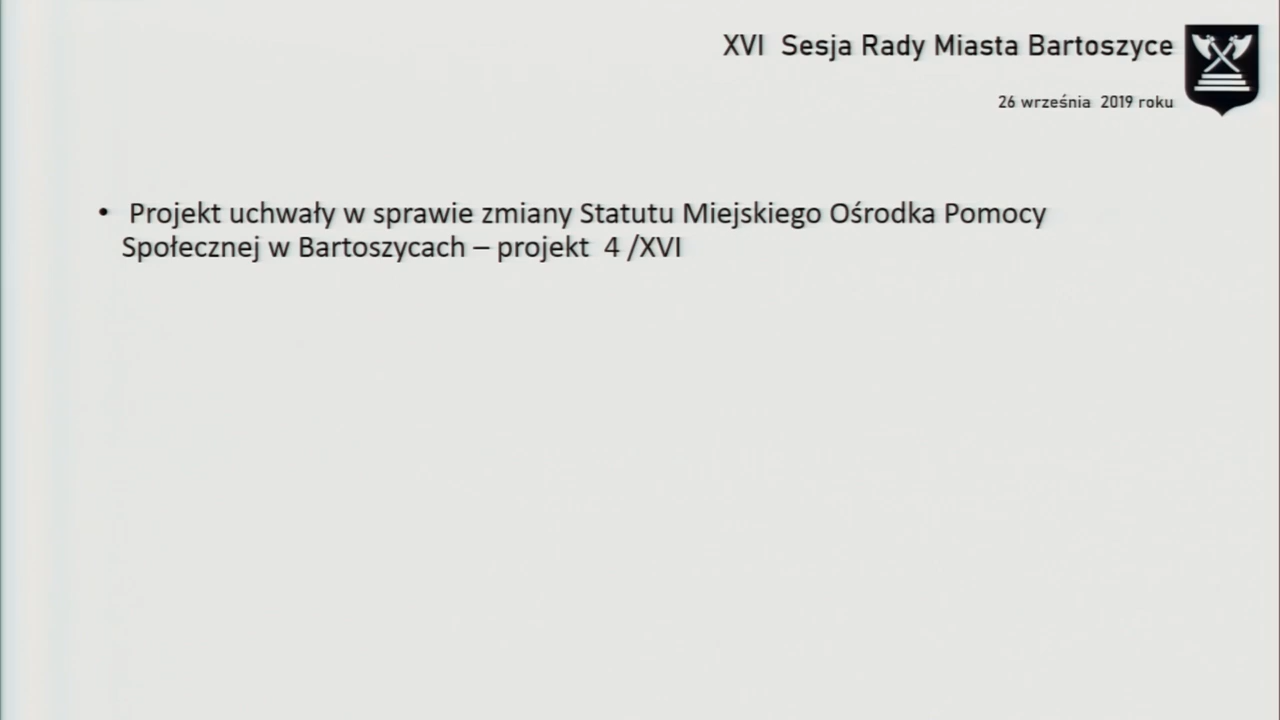 XVI Sesja Rady Miasta Bartoszyce
26 września 2019 roku
• Projekt uchwały w sprawie zmiany Statutu Miejskiego Ośrodka Pomocy
Społecznej w Bartoszycach – projekt 4 /XVI